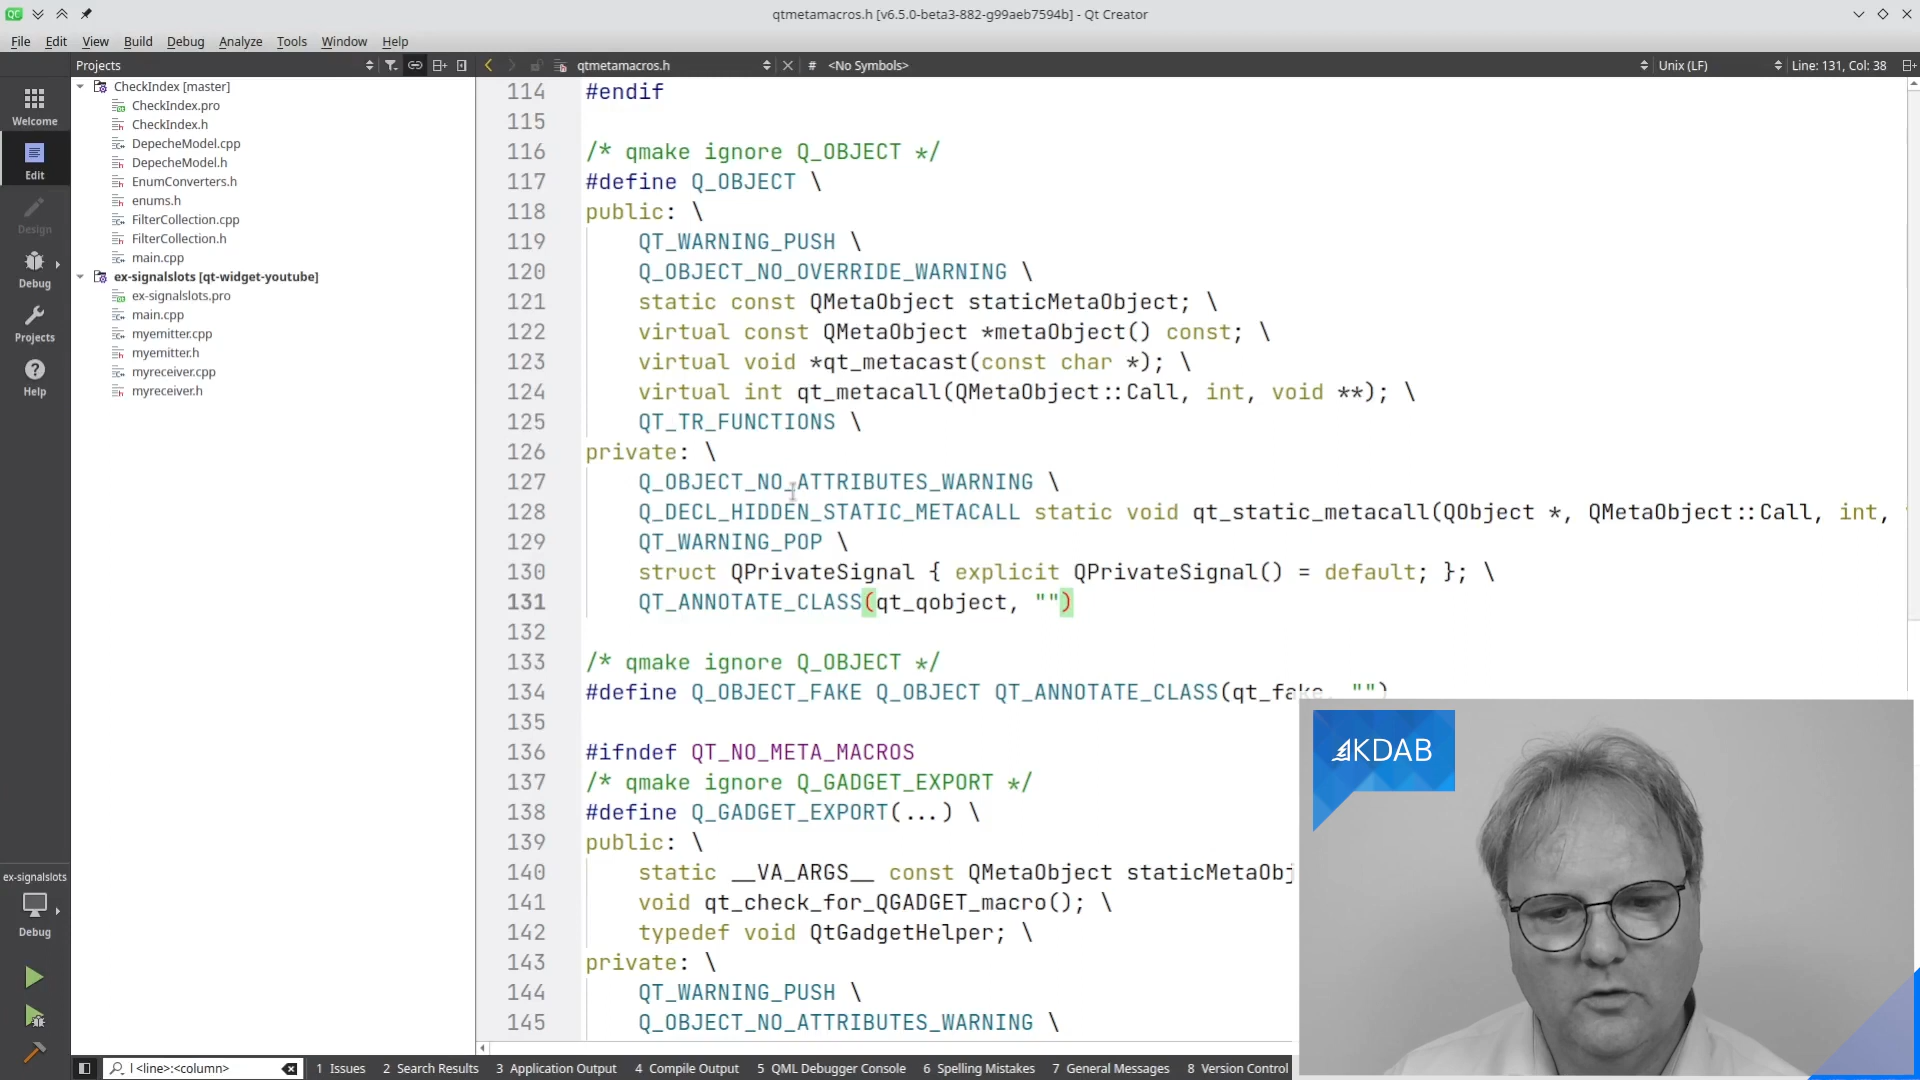 qtmetamacros.h [v6.5.0-beta3-882-g99aeb7594b] - Qt Creator
File Edit View Build Debug Analyze Tools Window Help
Projects
qtmetamacros.h
# <No Symbols>
Unix (LF)
Line: 131, Col: 38
Welcome
Edit
Design
Debug
Projects
Help
CheckIndex [master]
CheckIndex.pro
CheckIndex.h
DepecheModel.cpp
DepecheModel.h
EnumConverters.h
enums.h
FilterCollection.cpp
FilterCollection.h
main.cpp
ex-signalslots [qt-widget-youtube]
ex-signalslots.pro
main.cpp
myemitter.cpp
myemitter.h
myreceiver.cpp
myreceiver.h
114 #endif
115
116 /* qmake ignore Q_OBJECT */
117 #define Q_OBJECT \
118 public: \
119 QT_WARNING_PUSH \
120 Q_OBJECT_NO_OVERRIDE_WARNING \
121 static const QMetaObject staticMetaObject; \
122 virtual const QMetaObject *metaObject() const; \
123 virtual void *qt_metacast(const char *); \
124 virtual int qt_metacall(QMetaObject::Call, int, void **); \
125 QT_TR_FUNCTIONS \
126 private: \
127 Q_OBJECT_NO_ATTRIBUTES_WARNING \
128 Q_DECL_HIDDEN_STATIC_METACALL static void qt_static_metacall(QObject *, QMetaObject::Call, int,
129 QT_WARNING_POP \
130 struct QPrivateSignal { explicit QPrivateSignal() = default; }; \
131 QT_ANNOTATE_CLASS(qt_qobject, "")
132
133 /* qmake ignore Q_OBJECT */
134 #define Q_OBJECT_FAKE Q_OBJECT QT_ANNOTATE_CLASS(qt_fake, "")
135
136 #ifndef QT_NO_META_MACROS
137 /* qmake ignore Q_GADGET_EXPORT */
138 #define Q_GADGET_EXPORT(...) \
139 public: \
140 static __VA_ARGS__ const QMetaObject staticMetaObj
141 void qt_check_for_QGADGET_macro(); \
142 typedef void QtGadgetHelper; \
143 private: \
144 QT_WARNING_PUSH \
145 Q_OBJECT_NO_ATTRIBUTES_WARNING \
KDAB
ex-signalslots
Debug
l <line>:<column>
1 Issues 2 Search Results 3 Application Output 4 Compile Output 5 QML Debugger Console 6 Spelling Mistakes 7 General Messages 8 Version Control